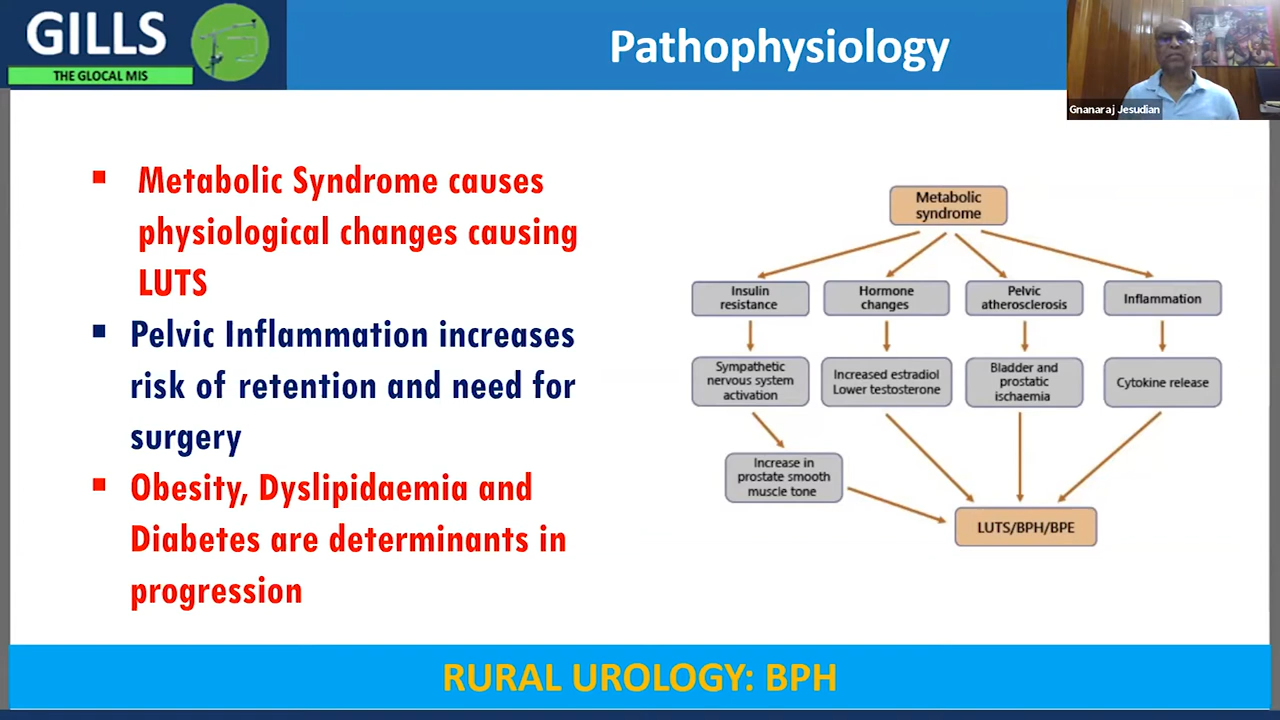 GILLS
THE GLOCAL MIS
Pathophysiology
Gnanaraj Jesudian
▪ Metabolic Syndrome causes
physiological changes causing
LUTS
▪ Pelvic Inflammation increases
risk of retention and need for
surgery
▪ Obesity, Dyslipidaemia and
Diabetes are determinants in
progression
Metabolic
syndrome
Insulin
resistance
Hormone
changes
Pelvic
atherosclerosis
Inflammation
Sympathetic
nervous system
activation
Increased estradiol
Lower testosterone
Bladder and
prostatic
ischaemia
Cytokine release
Increase in
prostate smooth
muscle tone
LUTS/BPH/BPE
RURAL UROLOGY: BPH